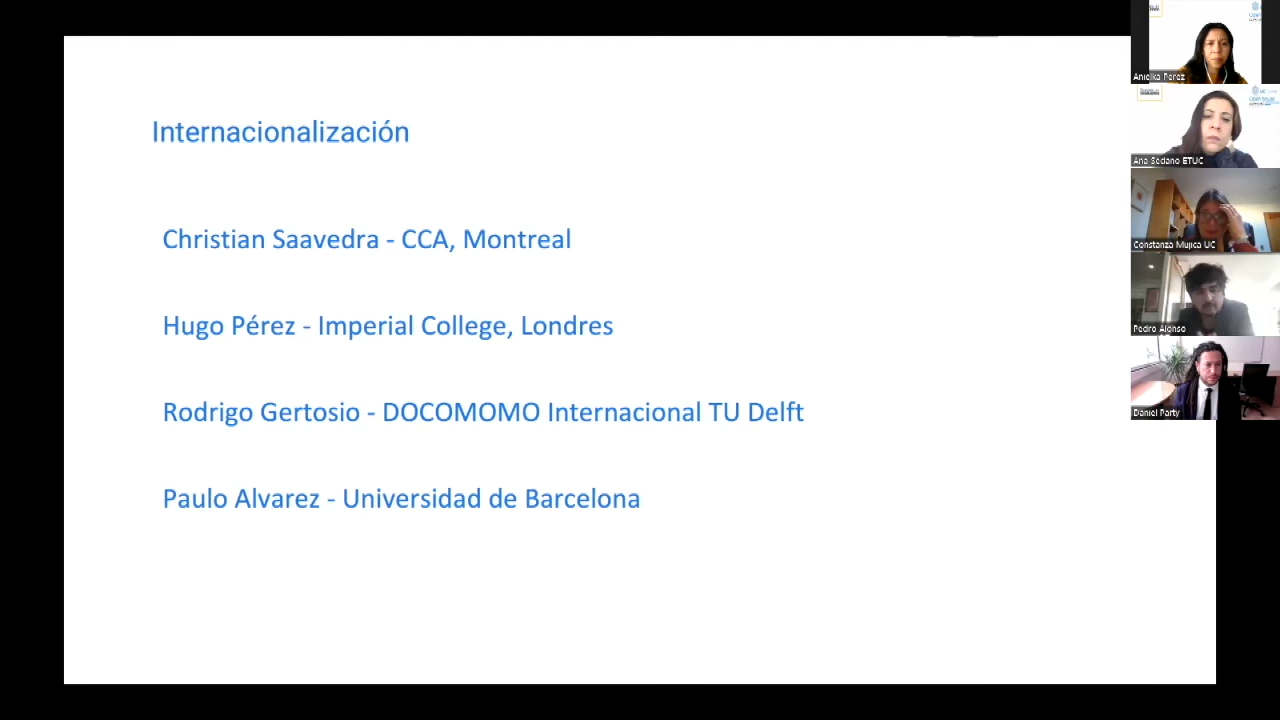 Internacionalización
Christian Saavedra - CCA, Montreal
Hugo Pérez - Imperial College, Londres
Rodrigo Gertosio - DOCOMOMO Internacional TU Delft
Paulo Alvarez - Universidad de Barcelona
Anielka Perez
Ana Sedano ETUC
Constanza Mujica UC
Pedro Alonso
Daniel Party